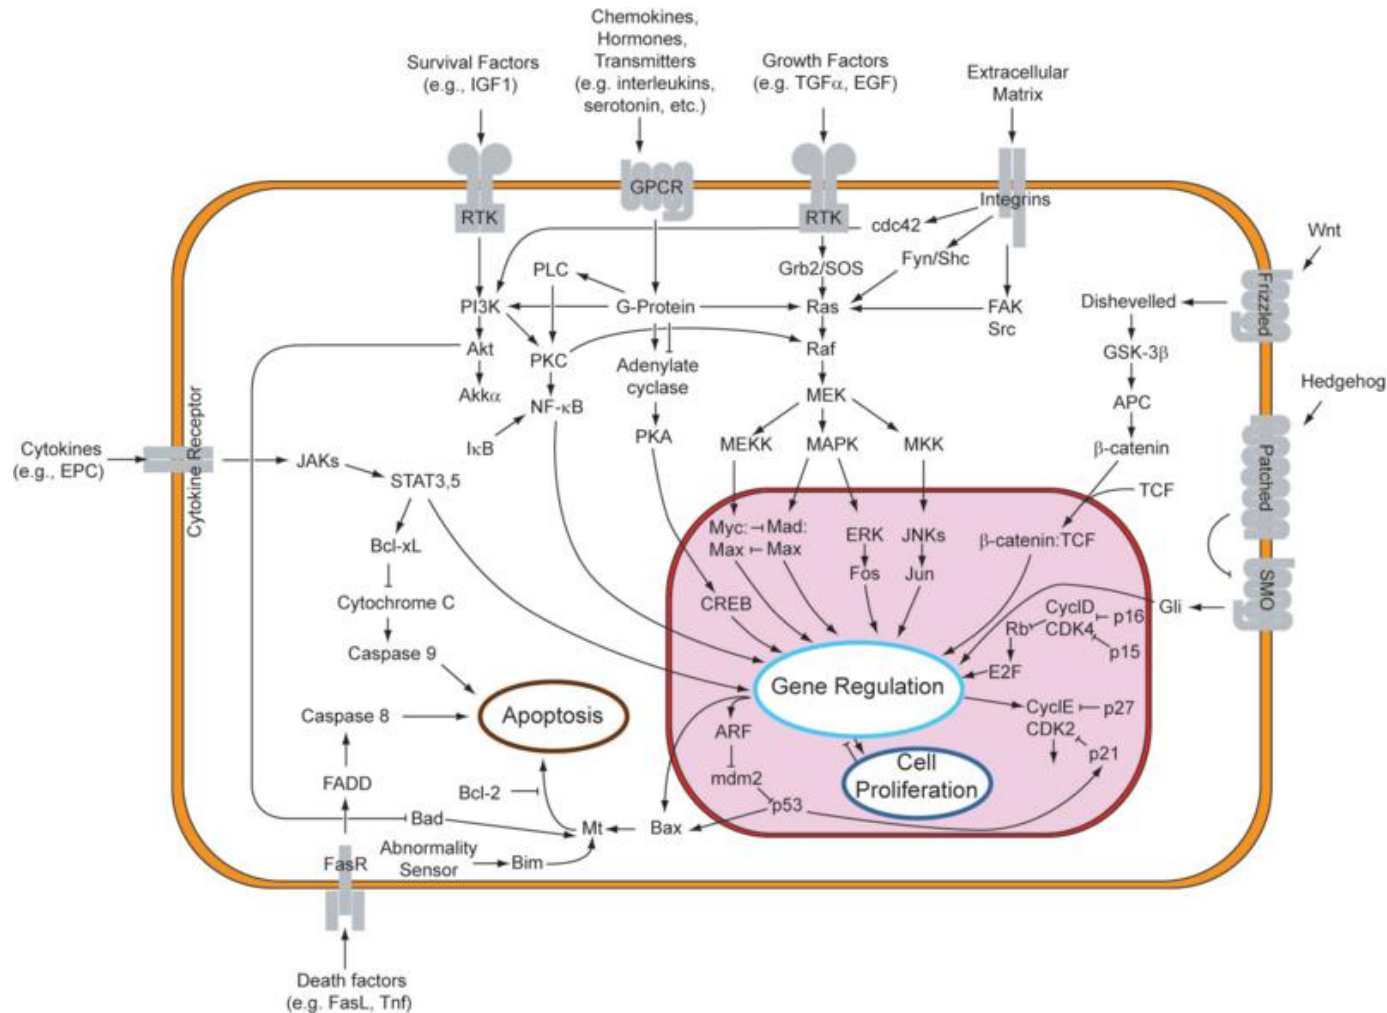 Chemokines,
Hormones,
Transmitters
(e.g. interleukins,
serotonin, etc.)
Survival Factors
(e.g., IGF1)
Growth Factors
(e.g. TGFα, EGF)
Extracellular
Matrix
RTK
GPCR
RTK
Integrins
cdc42
Fyn/Shc
Grb2/SOS
Wnt
Frizzled
PLC
PI3K
G-Protein
Ras
FAK
Src
Dishevelled
Akt
PKC
Adenylate
cyclase
Raf
GSK-3β
Akkα
NF-κB
MEK
APC
Hedgehog
IκB
PKA
MEKK
MAPK
MKK
β-catenin
TCF
Patched
Cytokines
(e.g., EPC)
Cytokine Receptor
JAKs
STAT3,5
Myc:
Max
Mad:
Max
ERK
JNKs
β-catenin:TCF
Bcl-xL
Fos
Jun
SMO
Cytochrome C
CREB
Gli
CyclD
CDK4
p16
Rb
p15
Caspase 9
E2F
Gene Regulation
Caspase 8
Apoptosis
CyclE
CDK2
p27
ARF
p21
mdm2
Cell
Proliferation
FADD
Bcl-2
p53
Bad
Mt
Bax
Abnormality
Sensor
Bim
FasR
Death factors
(e.g. FasL, Tnf)